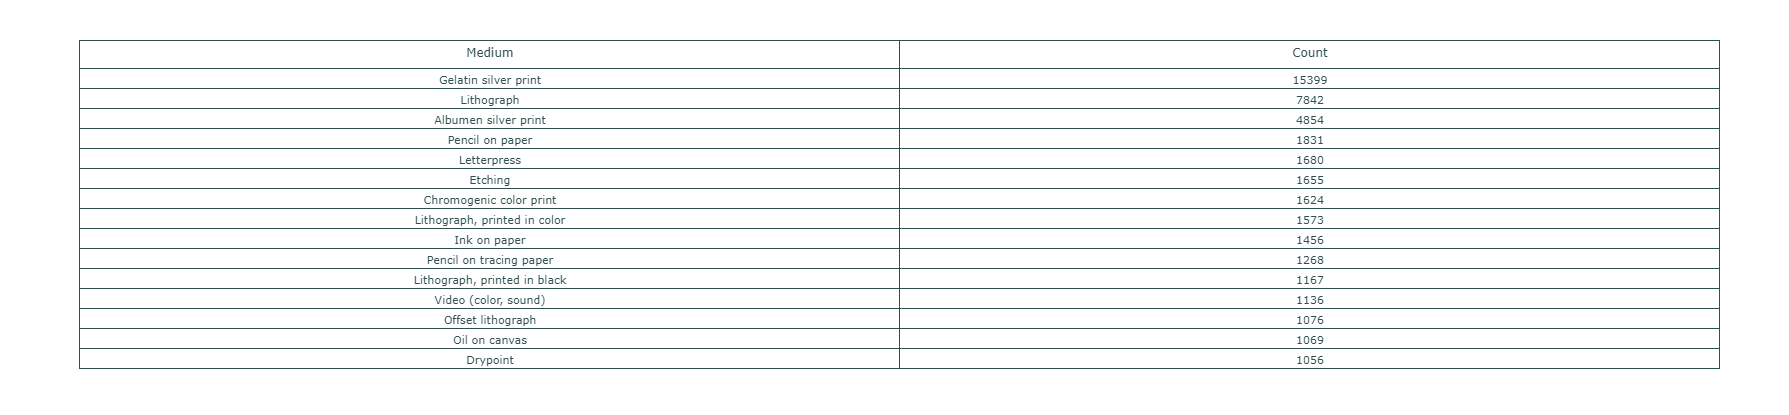 Medium Count
Gelatin silver print 15399
Lithograph 7842
Albumen silver print 4854
Pencil on paper 1831
Letterpress 1680
Etching 1655
Chromogenic color print 1624
Lithograph, printed in color 1573
Ink on paper 1456
Pencil on tracing paper 1268
Lithograph, printed in black 1167
Video (color, sound) 1136
Offset lithograph 1076
Oil on canvas 1069
Drypoint 1056